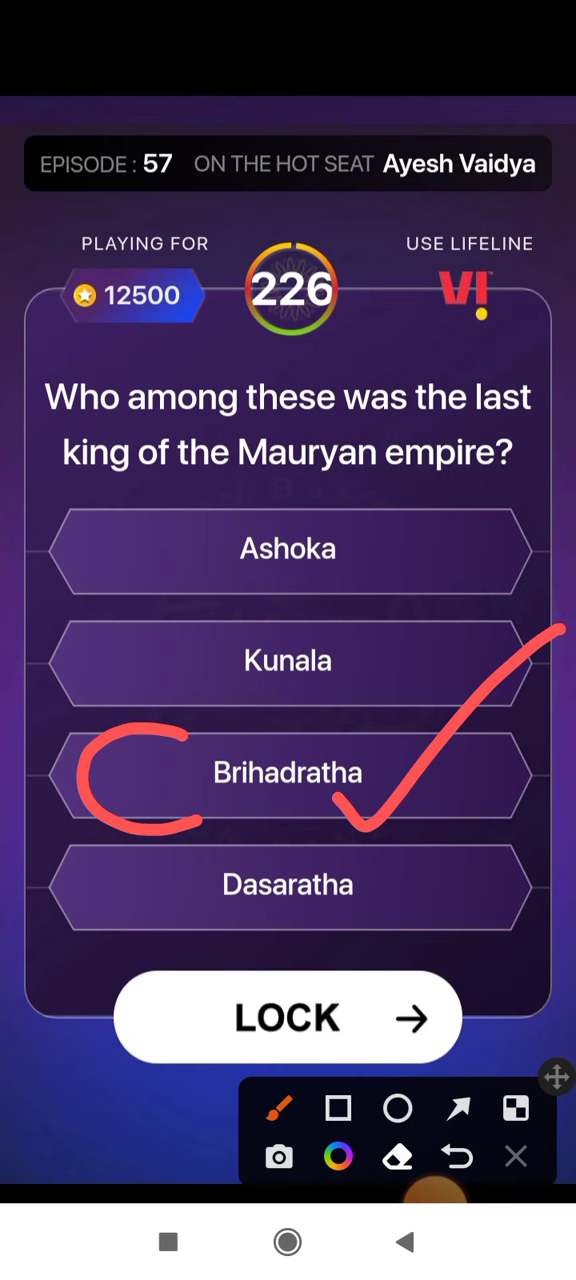 EPISODE : 57 ON THE HOT SEAT Ayesh Vaidya
PLAYING FOR
USE LIFELINE
12500
226
VI
Who among these was the last
king of the Mauryan empire?
Ashoka
Kunala
C
Brihadratha
Dasaratha
LOCK